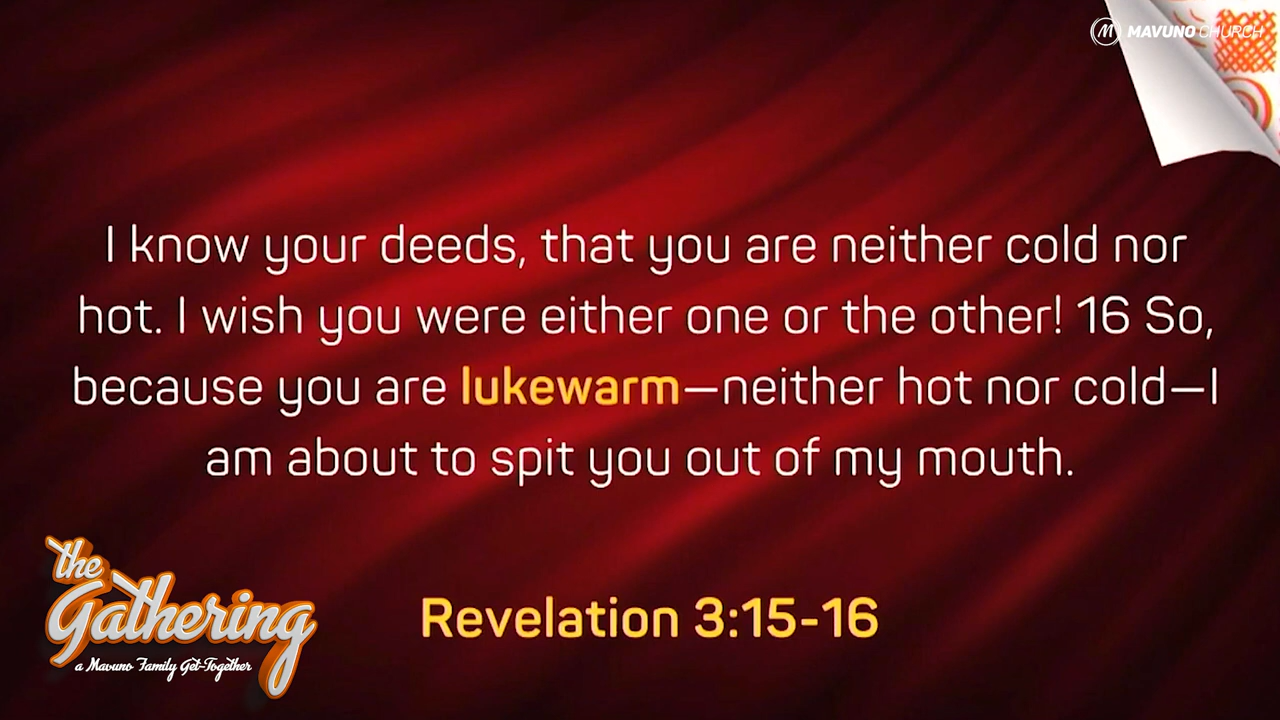 MAVUNO CHURCH
I know your deeds, that you are neither cold nor
hot. I wish you were either one or the other! 16 So,
because you are lukewarm—neither hot nor cold—I
am about to spit you out of my mouth.
Revelation 3:15-16
the
Gathering
a Mavuno Family Get-Together